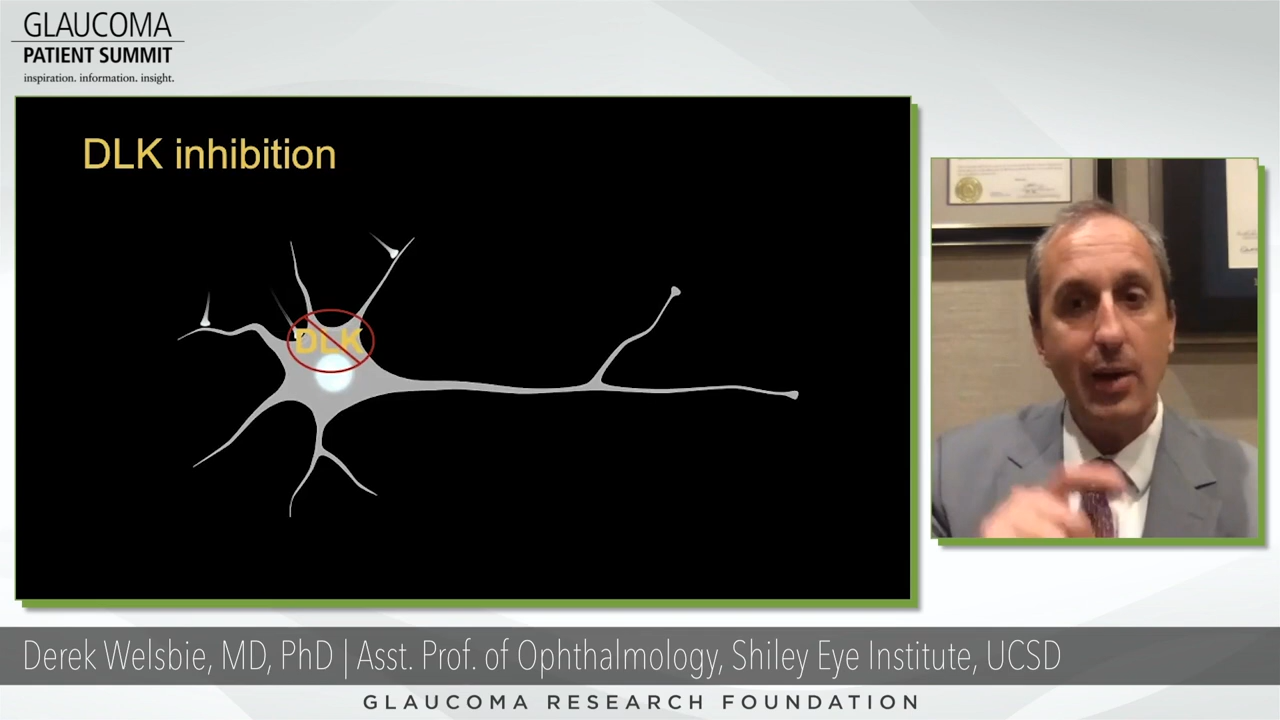 GLAUCOMA
PATIENT SUMMIT
inspiration. information. insight.
DLK inhibition
DLK
Derek Welsbie, MD, PhD | Asst. Prof. of Ophthalmology, Shiley Eye Institute, UCSD
GLAUCOMA RESEARCH FOUNDATION